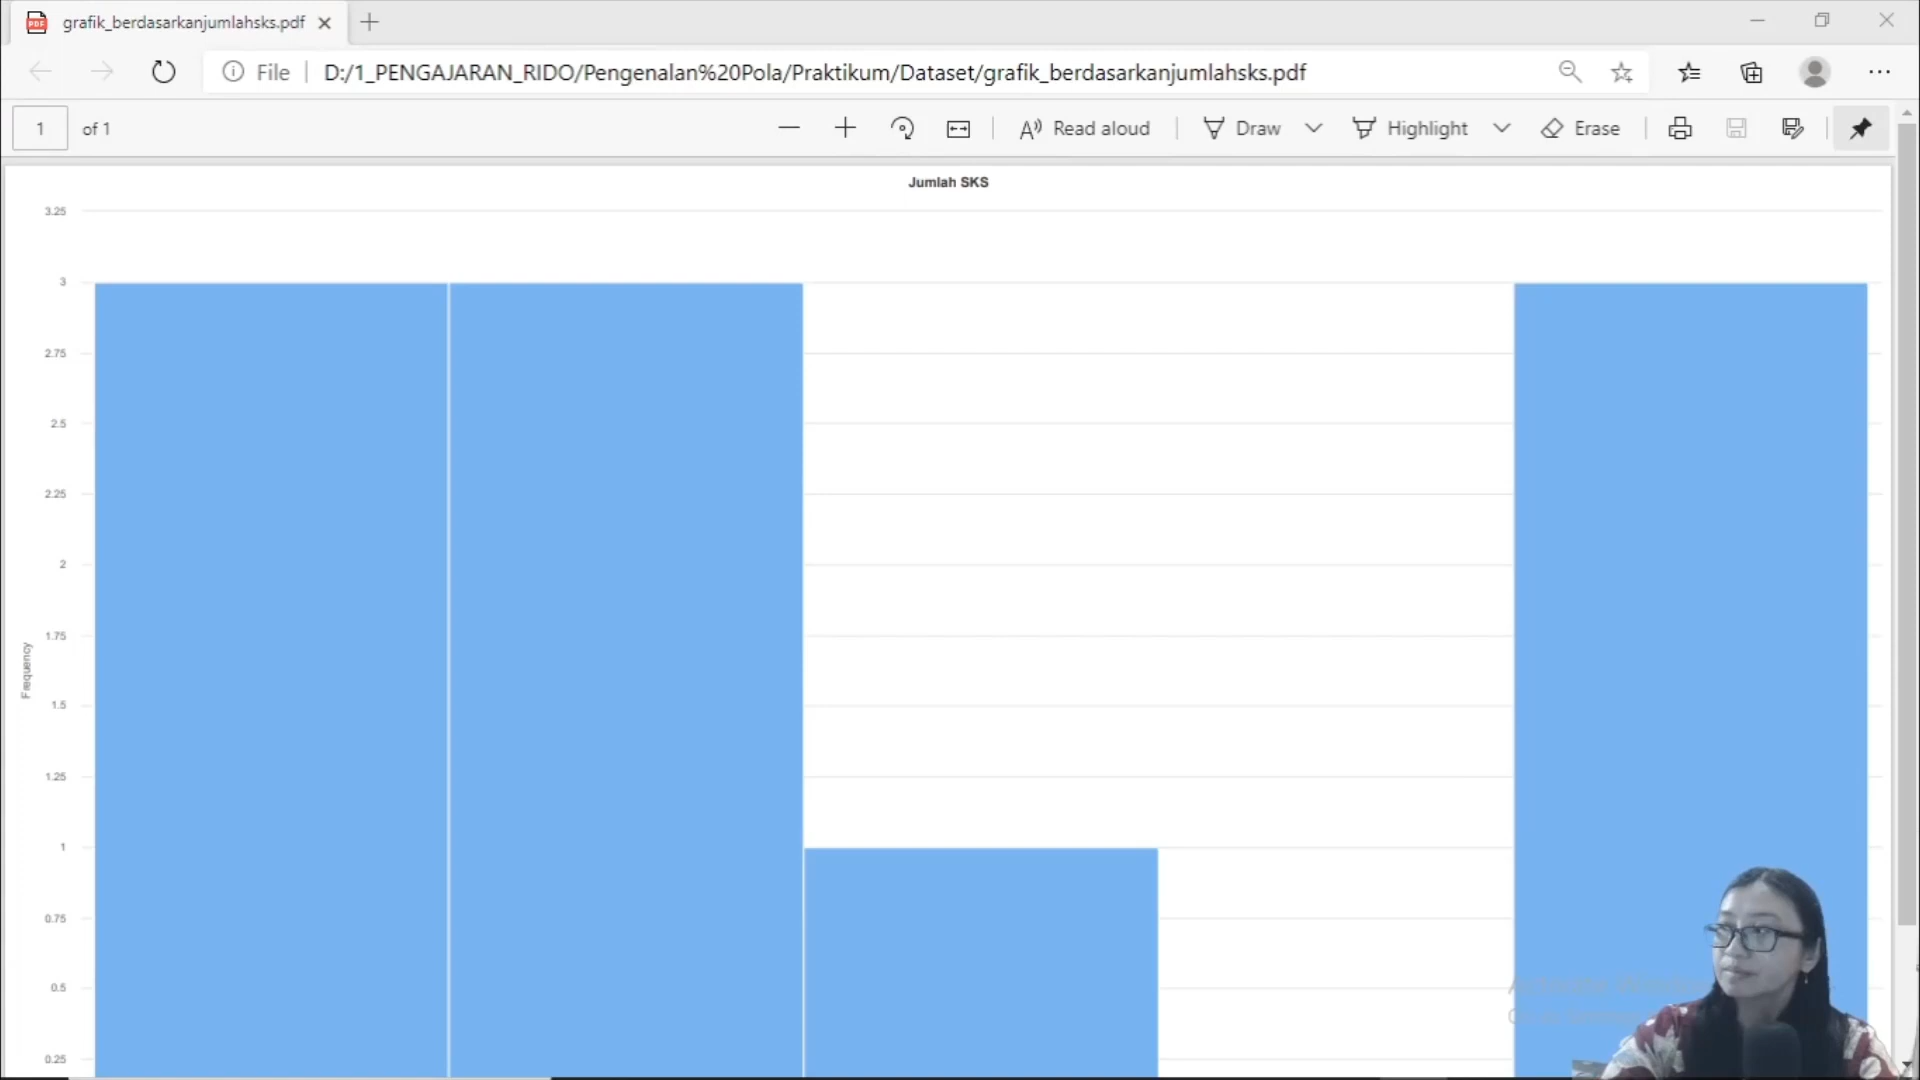 grafik_berdasarkanjumlahsks.pdf
File D:/1_PENGAJARAN_RIDO/Pengenalan%20Pola/Praktikum/Dataset/grafik_berdasarkanjumlahsks.pdf
1 of 1 Read aloud Draw Highlight Erase
Jumlah SKS
3.25
3
2.75
2.5
2.25
2
1.75
Frequency
1.5
1.25
1
0.75
0.5
0.25